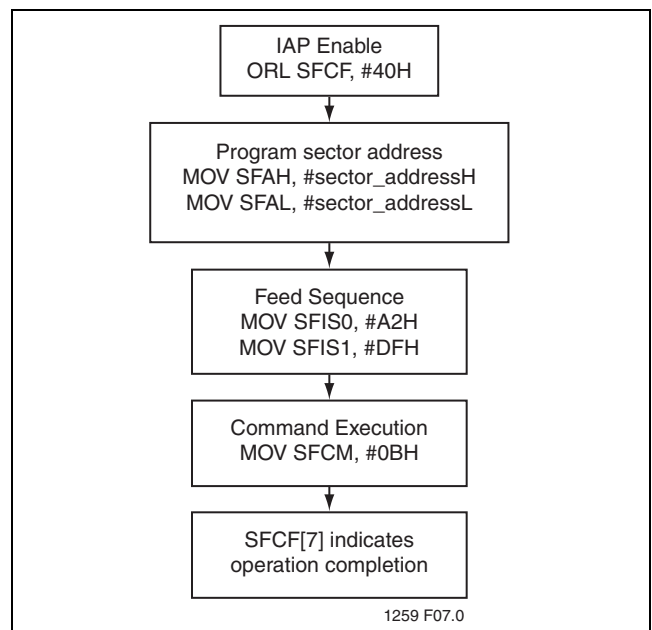 IAP Enable
ORL SFCF, #40H
Program sector address
MOV SFAH, #sector_addressH
MOV SFAL, #sector_addressL
Feed Sequence
MOV SFIS0, #A2H
MOV SFIS1, #DFH
Command Execution
MOV SFCM, #0BH
SFCF[7] indicates
operation completion
1259 F07.0